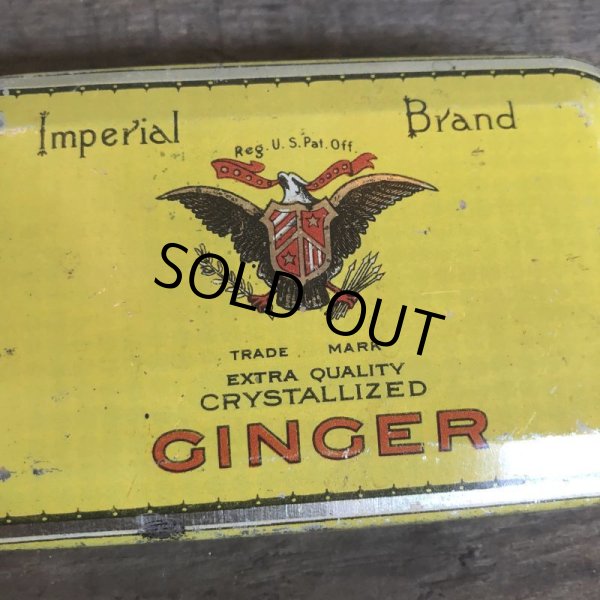 Imperial Brand
Reg. U. S. Pat. Off.
SOLD OUT
TRADE MARK
EXTRA QUALITY
CRYSTALLIZED
GINGER